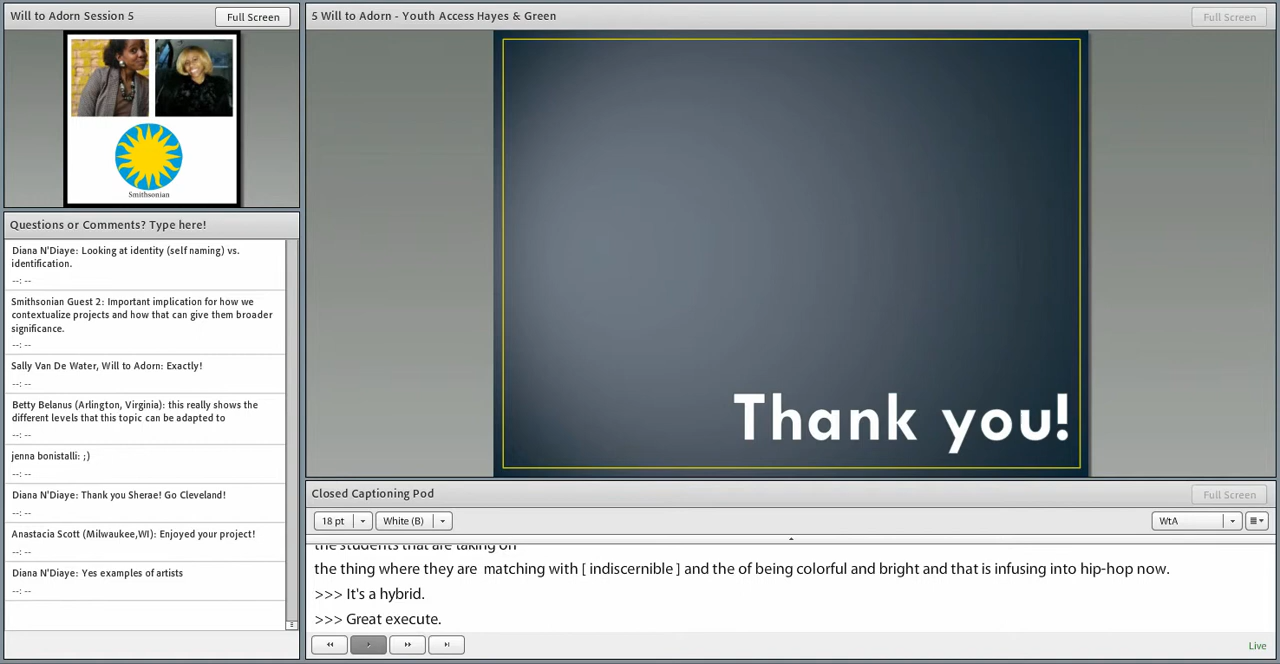 Will to Adorn Session 5
Full Screen
Smithsonian
Questions or Comments? Type here!
Diana N'Diaye: Looking at identity (self naming) vs.
identification.
--: --
Smithsonian Guest 2: Important implication for how we
contextualize projects and how that can give them broader
significance.
--: --
Sally Van De Water, Will to Adorn: Exactly!
--: --
Betty Belanus (Arlington, Virginia): this really shows the
different levels that this topic can be adapted to
--: --
jenna bonistalli: ;)
--: --
Diana N'Diaye: Thank you Sherae! Go Cleveland!
--: --
Anastacia Scott (Milwaukee,WI): Enjoyed your project!
--: --
Diana N'Diaye: Yes examples of artists
--: --
5 Will to Adorn - Youth Access Hayes & Green
Full Screen
Thank you!
Closed Captioning Pod
Full Screen
18 pt
White (B)
WtA
the students that are taking on
the thing where they are matching with [ indiscernible ] and the of being colorful and bright and that is infusing into hip-hop now.
>>> It's a hybrid.
>>> Great execute.
Live